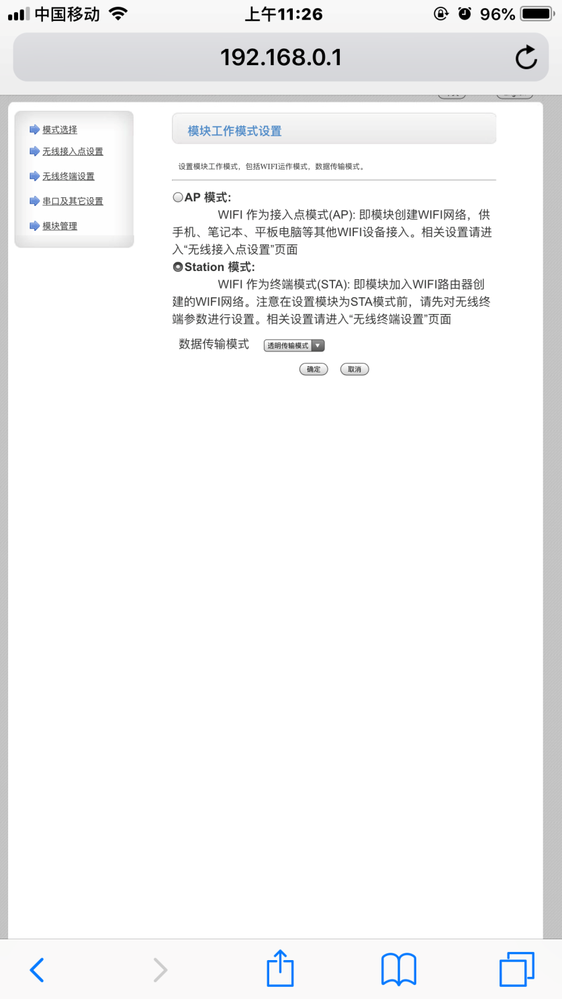 中国移动
上午11:26
96%
192.168.0.1
模式选择
无线接入点设置
无线终端设置
串口及其它设置
模块管理
模块工作模式设置
设置模块工作模式，包括WIFI运作模式，数据传输模式。
AP 模式:
WIFI 作为接入点模式(AP): 即模块创建WIFI网络，供
手机、笔记本、平板电脑等其他WIFI设备接入。相关设置请进
入“无线接入点设置”页面
Station 模式:
WIFI 作为终端模式(STA): 即模块加入WIFI路由器创
建的WIFI网络。注意在设置模块为STA模式前，请先对无线终
端参数进行设置。相关设置请进入“无线终端设置”页面
数据传输模式 透明传输模式
确定 取消